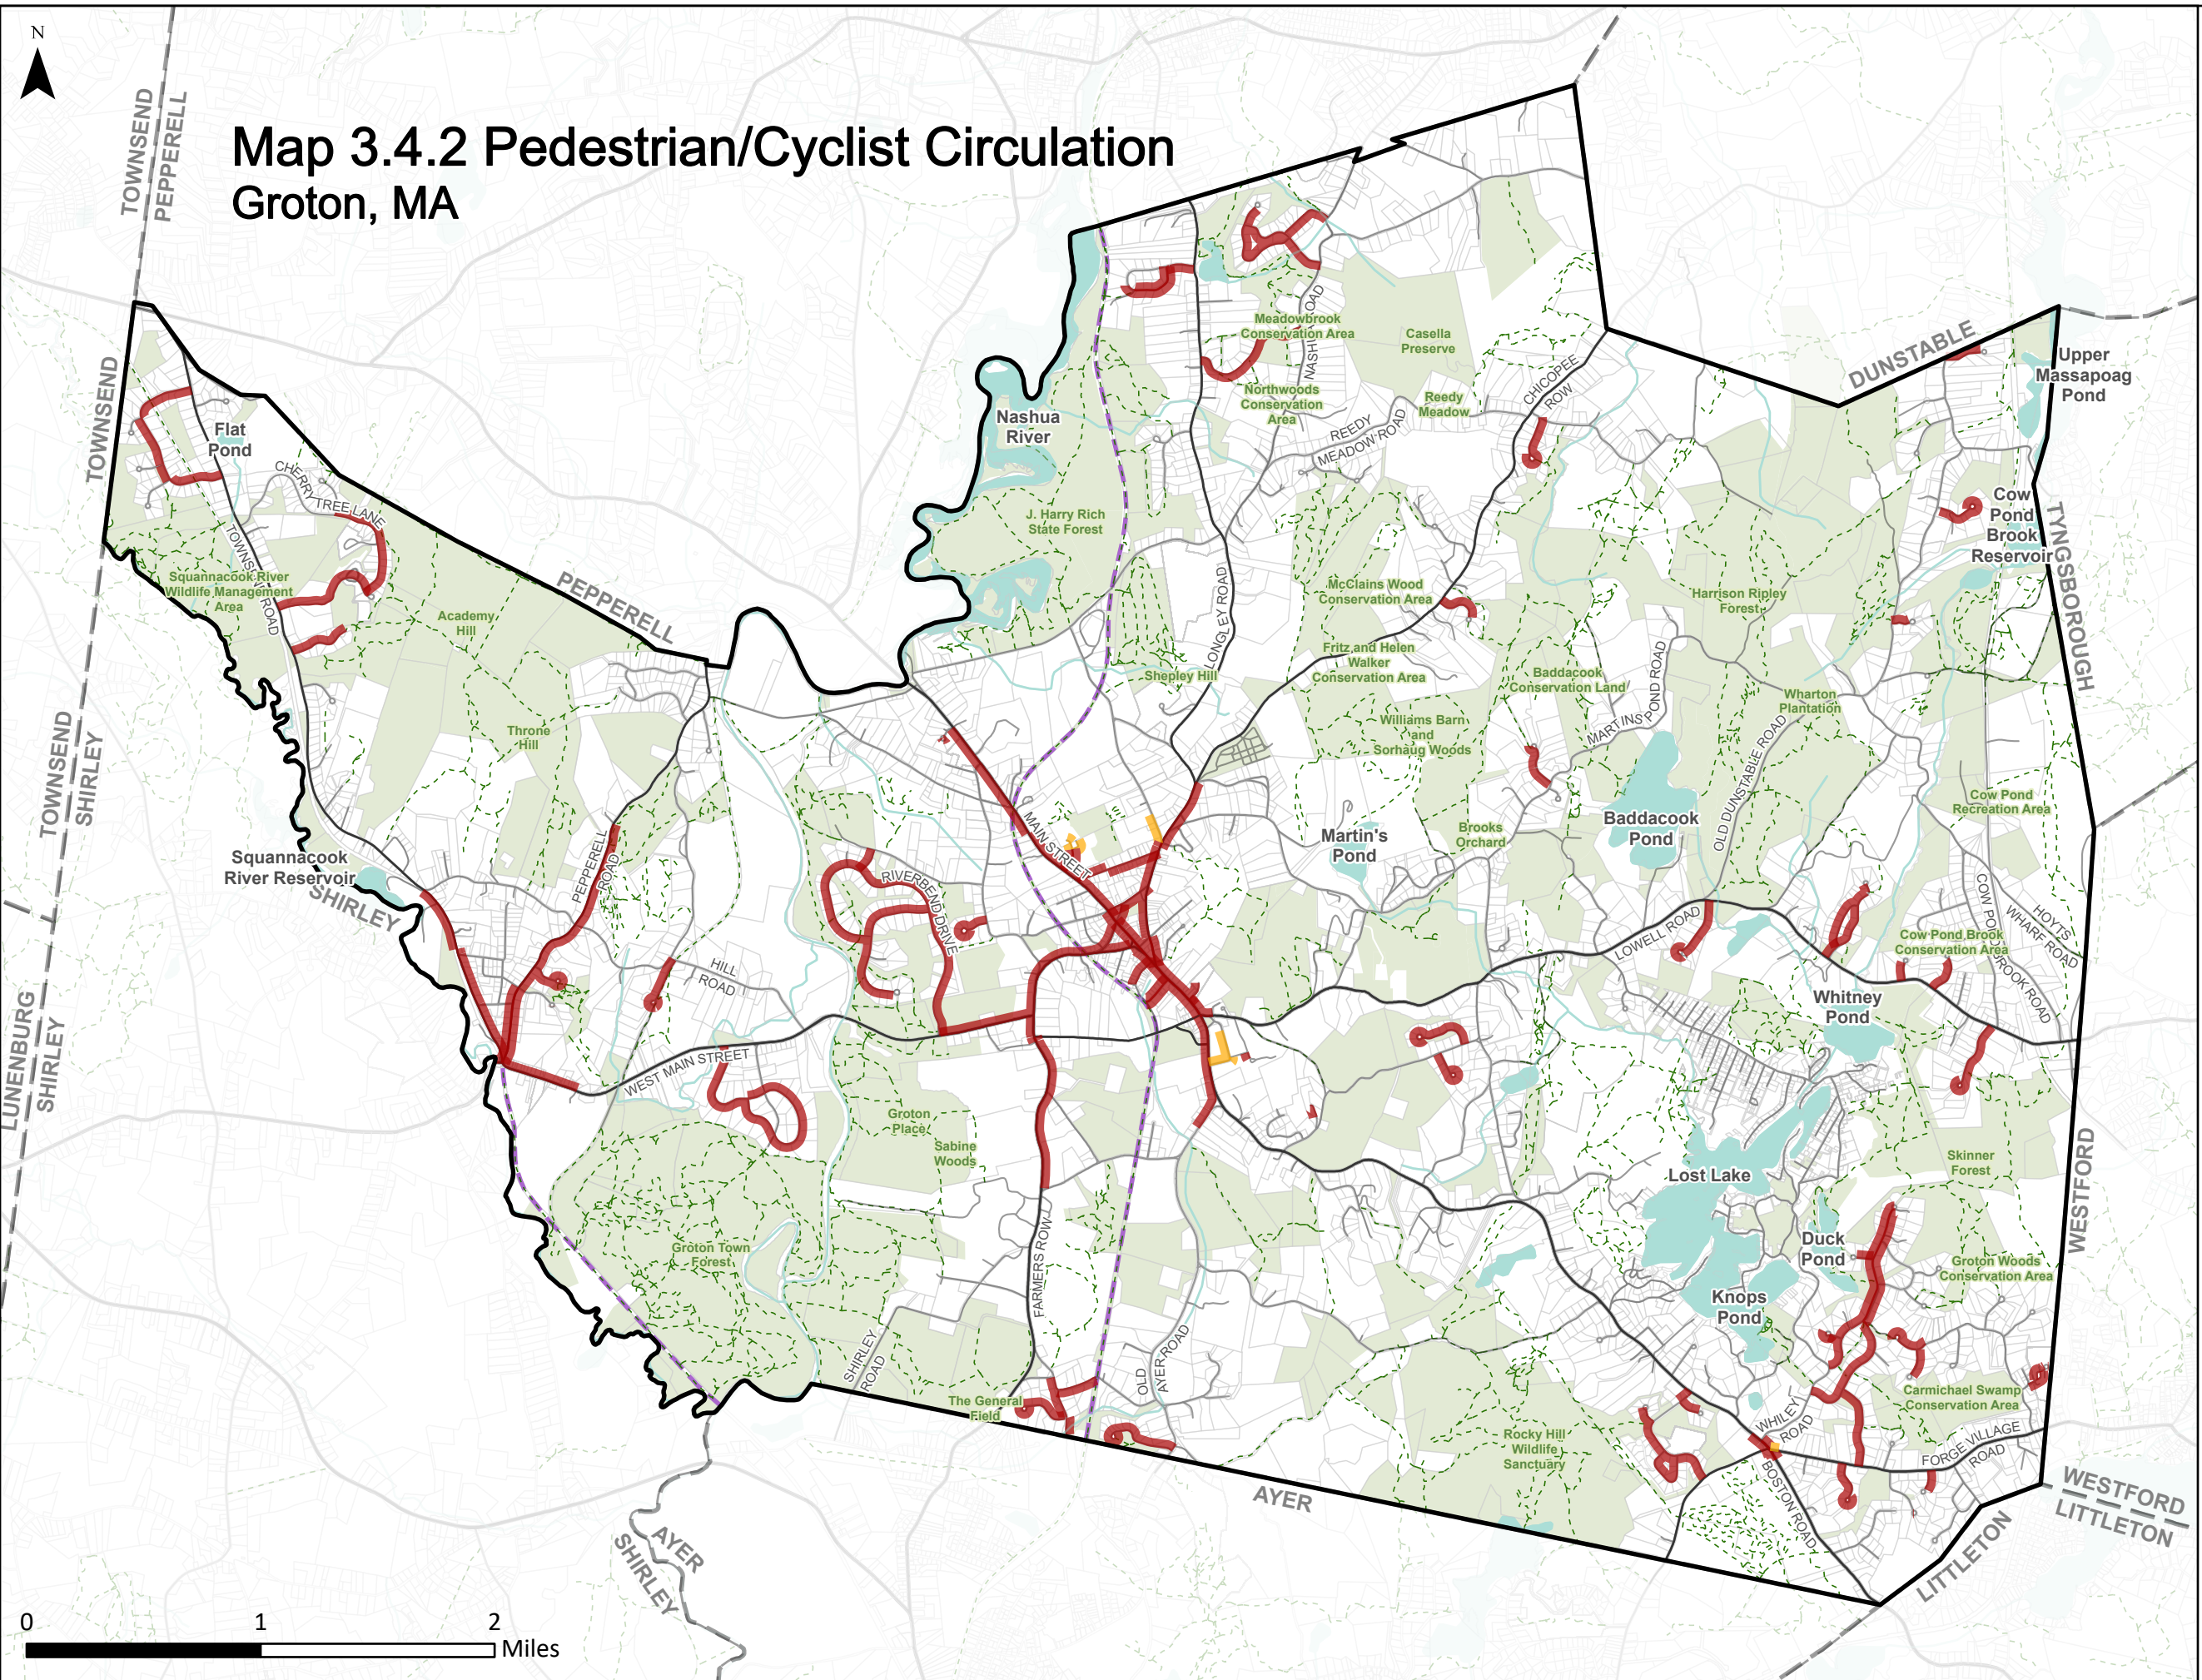 N
Map 3.4.2 Pedestrian/Cyclist Circulation
Groton, MA
TOWNSEND
PEPPERELL
TOWNSEND
DUNSTABLE
Upper
Massapoag
Pond
Meadowbrook
Conservation Area
Casella
Preserve
NASHUA ROAD
Northwoods
Conservation
Area
Reedy
Meadow
CHICOPEE
ROW
REEDY
MEADOW ROAD
Nashua
River
Flat
Pond
CHERRY
TREE LANE
TOWNSEND ROAD
J. Harry Rich
State Forest
Cow
Pond
Brook
Reservoir
TYNGSBOROUGH
Squannacook River
Wildlife Management
Area
Academy
Hill
PEPPERELL
McClains Wood
Conservation Area
Harrison Ripley
Forest
LONGLEY ROAD
Fritz and Helen
Walker
Conservation Area
Shepley Hill
Baddacook
Conservation Land
Wharton
Plantation
MARTINS POND ROAD
Throne
Hill
Williams Barn
and
Sorhaug Woods
OLD DUNSTABLE ROAD
TOWNSEND
SHIRLEY
Cow Pond
Recreation Area
Baddacook
Pond
Brooks
Orchard
Martin's
Pond
MAIN STREET
Squannacook
River Reservoir
SHIRLEY
PEPPERELL
ROAD
RIVERBEND DRIVE
LOWELL ROAD
Cow Pond Brook
Conservation Area
COW POND BROOK ROAD
HOYTS
WHARF ROAD
HILL
ROAD
Whitney
Pond
LUNENBURG
SHIRLEY
WEST MAIN STREET
Groton
Place
Sabine
Woods
Lost Lake
Skinner
Forest
WESTFORD
Groton Town
Forest
FARMERS ROW
Duck
Pond
Groton Woods
Conservation Area
Knops
Pond
SHIRLEY
ROAD
OLD
AYER ROAD
The General
Field
Carmichael Swamp
Conservation Area
WHILEY
ROAD
Rocky Hill
Wildlife
Sanctuary
FORGE VILLAGE
ROAD
BOSTON ROAD
AYER
WESTFORD
LITTLETON
LITTLETON
AYER
SHIRLEY
0 1 2
Miles